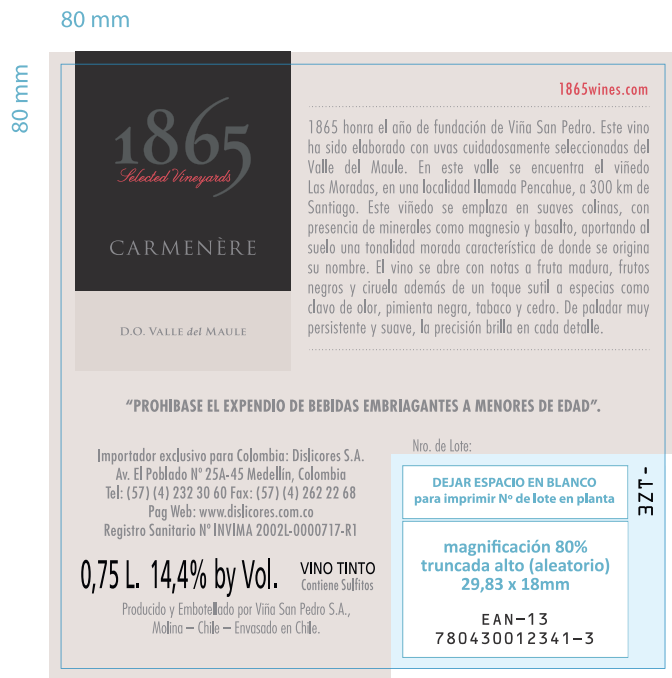 80 mm
80 mm
1865
Selected Vineyards
CARMENÈRE
D.O. VALLE del MAULE
1865wines.com
1865 honra el año de fundación de Viña San Pedro. Este vino
ha sido elaborado con uvas cuidadosamente seleccionadas del
Valle del Maule. En este valle se encuentra el viñedo
Las Moradas, en una localidad llamada Pencahue, a 300 km de
Santiago. Este viñedo se emplaza en suaves colinas, con
presencia de minerales como magnesio y basalto, aportando al
suelo una tonalidad morada característica de donde se origina
su nombre. El vino se abre con notas a fruta madura, frutos
negros y ciruela además de un toque sutil a especias como
clavo de olor, pimienta negra, tabaco y cedro. De paladar muy
persistente y suave, la precisión brilla en cada detalle.
“PROHIBASE EL EXPENDIO DE BEBIDAS EMBRIAGANTES A MENORES DE EDAD”.
Importador exclusivo para Colombia: Dislicores S.A.
Av. El Poblado N° 25A-45 Medellín, Colombia
Tel: (57) (4) 232 30 60 Fax: (57) (4) 262 22 68
Pag Web: www.dislicores.com.co
Registro Sanitario N° INVIMA 2002L-0000717-R1
0,75 L. 14,4% by Vol.
VINO TINTO
Contiene Sulfitos
Producido y Embotellado por Viña San Pedro S.A.,
Molina – Chile – Envasado en Chile.
Nro. de Lote:
DEJAR ESPACIO EN BLANCO
para imprimir Nº de lote en planta
3ZT-
magnificación 80%
truncada alto (aleatorio)
29,83 x 18mm
EAN-13
780430012341-3